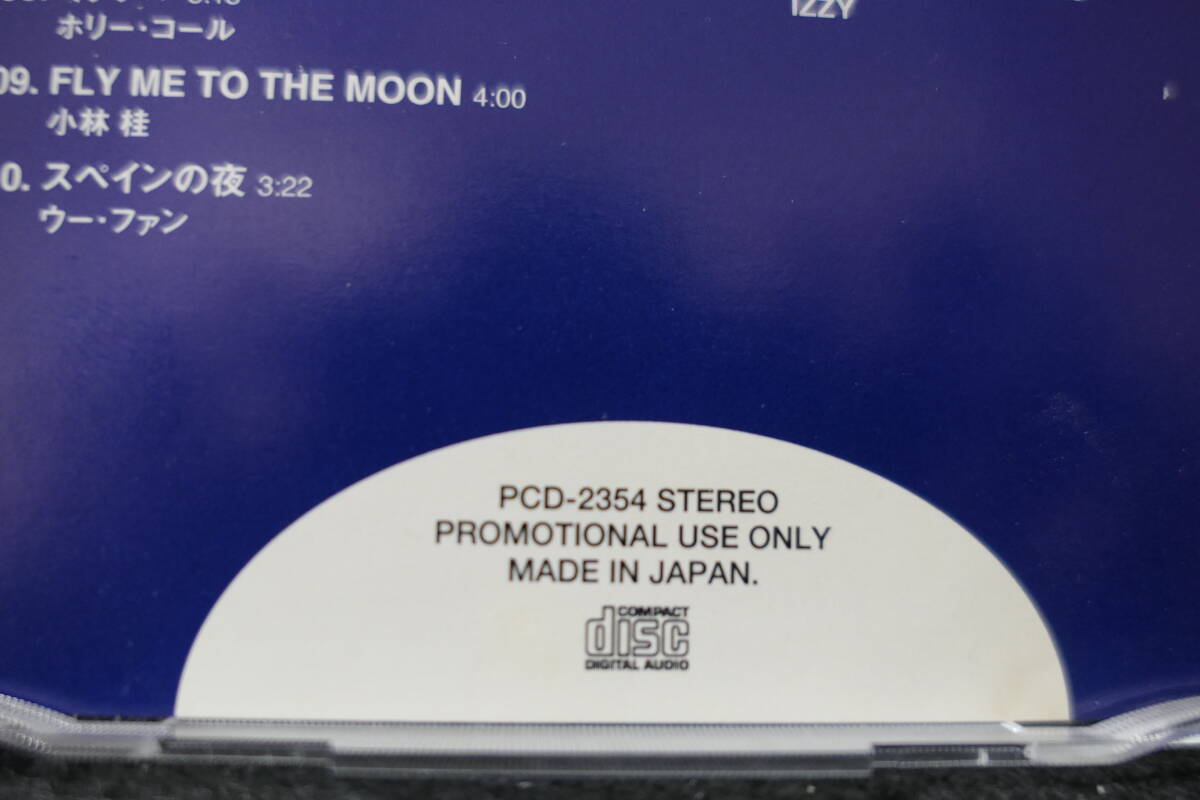 ホリー・コール
09. FLY ME TO THE MOON 4:00
小林 桂
0. スペインの夜 3:22
ウー・ファン
IZZY
PCD-2354 STEREO
PROMOTIONAL USE ONLY
MADE IN JAPAN.
COMPACT
disc
DIGITAL AUDIO